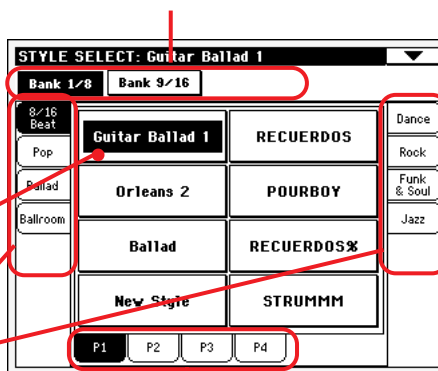 STYLE SELECT: Guitar Ballad 1
Bank 1/8 Bank 9/16
8/16
Beat
Pop
Ballad
Ballroom
Guitar Ballad 1 RECUERDOS
Orleans 2 POURBOY
Ballad RECUERDOS%
New Style STRUMMM
Dance
Rock
Funk
& Soul
Jazz
P1 P2 P3 P4